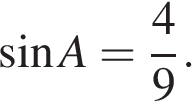 sin A = 4/9.